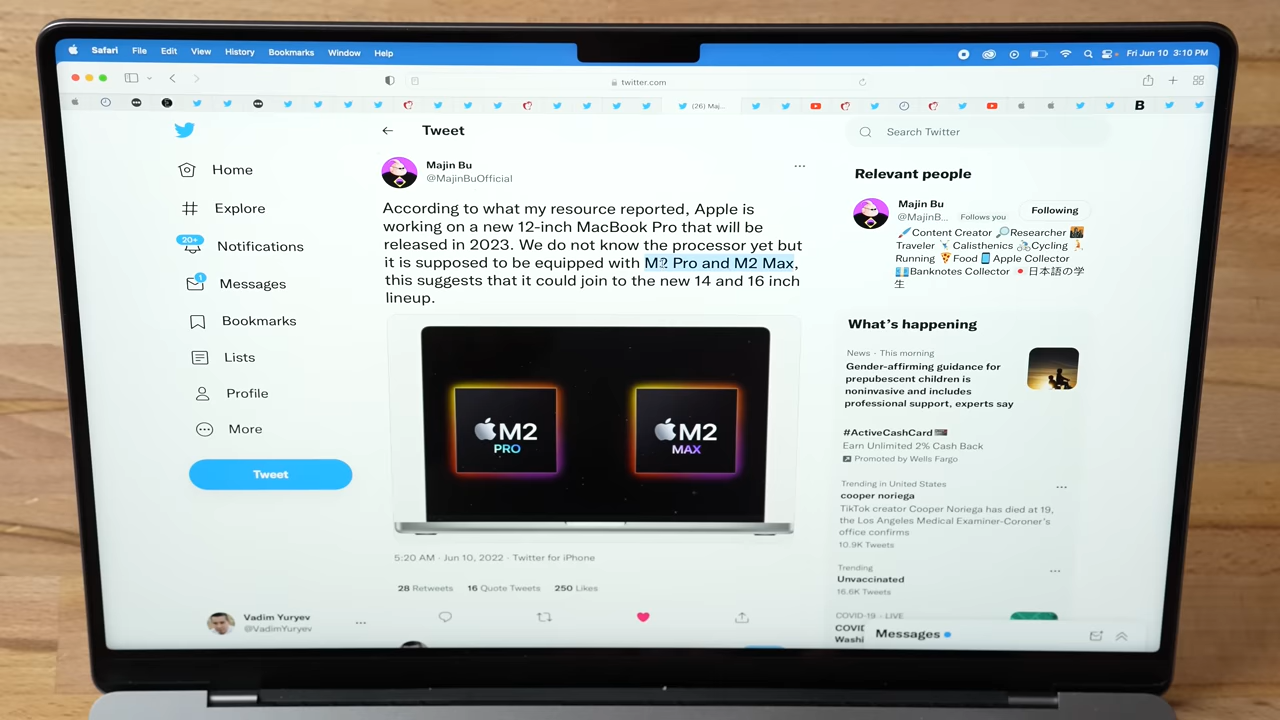 Safari File Edit View History Bookmarks Window Help
Fri Jun 10 3:10 PM
twitter.com
(26) Maj...
B
Home
Explore
20+
Notifications
1
Messages
Bookmarks
Lists
Profile
More
Tweet
Vadim Yuryev
@VadimYuryev
Tweet
Majin Bu
@MajinBuOfficial
According to what my resource reported, Apple is
working on a new 12-inch MacBook Pro that will be
released in 2023. We do not know the processor yet but
it is supposed to be equipped with M2 Pro and M2 Max,
this suggests that it could join to the new 14 and 16 inch
lineup.
M2
PRO
M2
MAX
5:20 AM · Jun 10, 2022 · Twitter for iPhone
28 Retweets 16 Quote Tweets 250 Likes
Search Twitter
Relevant people
Majin Bu
@MajinB... Follows you
Following
Content Creator Researcher
Traveler Calisthenics Cycling
Running Food Apple Collector
Banknotes Collector 日本語の学
生
What's happening
News · This morning
Gender-affirming guidance for
prepubescent children is
noninvasive and includes
professional support, experts say
#ActiveCashCard
Earn Unlimited 2% Cash Back
Promoted by Wells Fargo
Trending in United States
cooper noriega
TikTok creator Cooper Noriega has died at 19,
the Los Angeles Medical Examiner-Coroner's
office confirms
10.9K Tweets
Trending
Unvaccinated
16.6K Tweets
COVID-19 · LIVE
Messages